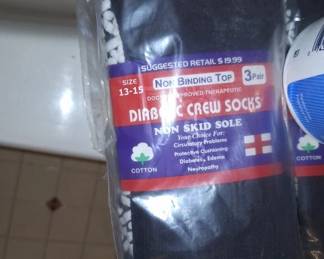 SUGGESTED RETAIL $ 19.99
SIZE
13-15
NON BINDING TOP
3 Pair
DOCTOR APPROVED THERAPEUTIC
DIABETIC CREW SOCKS
NON SKID SOLE
Your Choice For:
Circulatory Problems
Protective Cushioning
Diabetes, Edema
Neuropathy
COTTON
COTTON